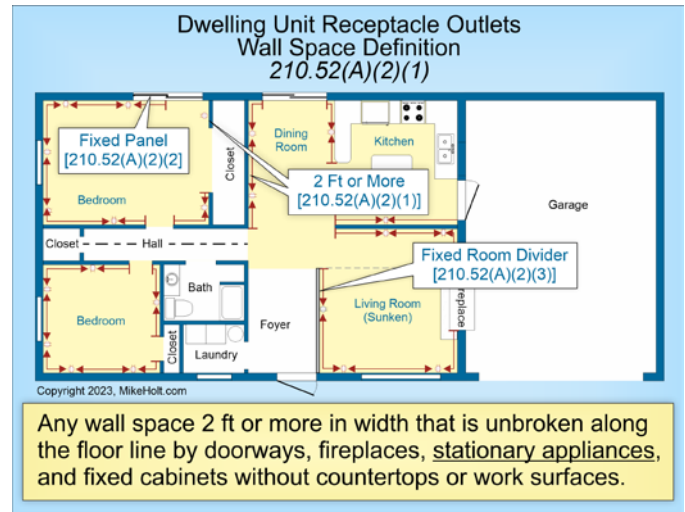 Dwelling Unit Receptacle Outlets
Wall Space Definition
210.52(A)(2)(1)
Fixed Panel
[210.52(A)(2)(2]
Bedroom
Closet
Dining
Room
Kitchen
2 Ft or More
[210.52(A)(2)(1)]
Garage
Closet
Hall
Fixed Room Divider
[210.52(A)(2)(3)]
Bedroom
Bath
Closet
Laundry
Foyer
Living Room
(Sunken)
replace
Copyright 2023, MikeHolt.com
Any wall space 2 ft or more in width that is unbroken along
the floor line by doorways, fireplaces, stationary appliances,
and fixed cabinets without countertops or work surfaces.